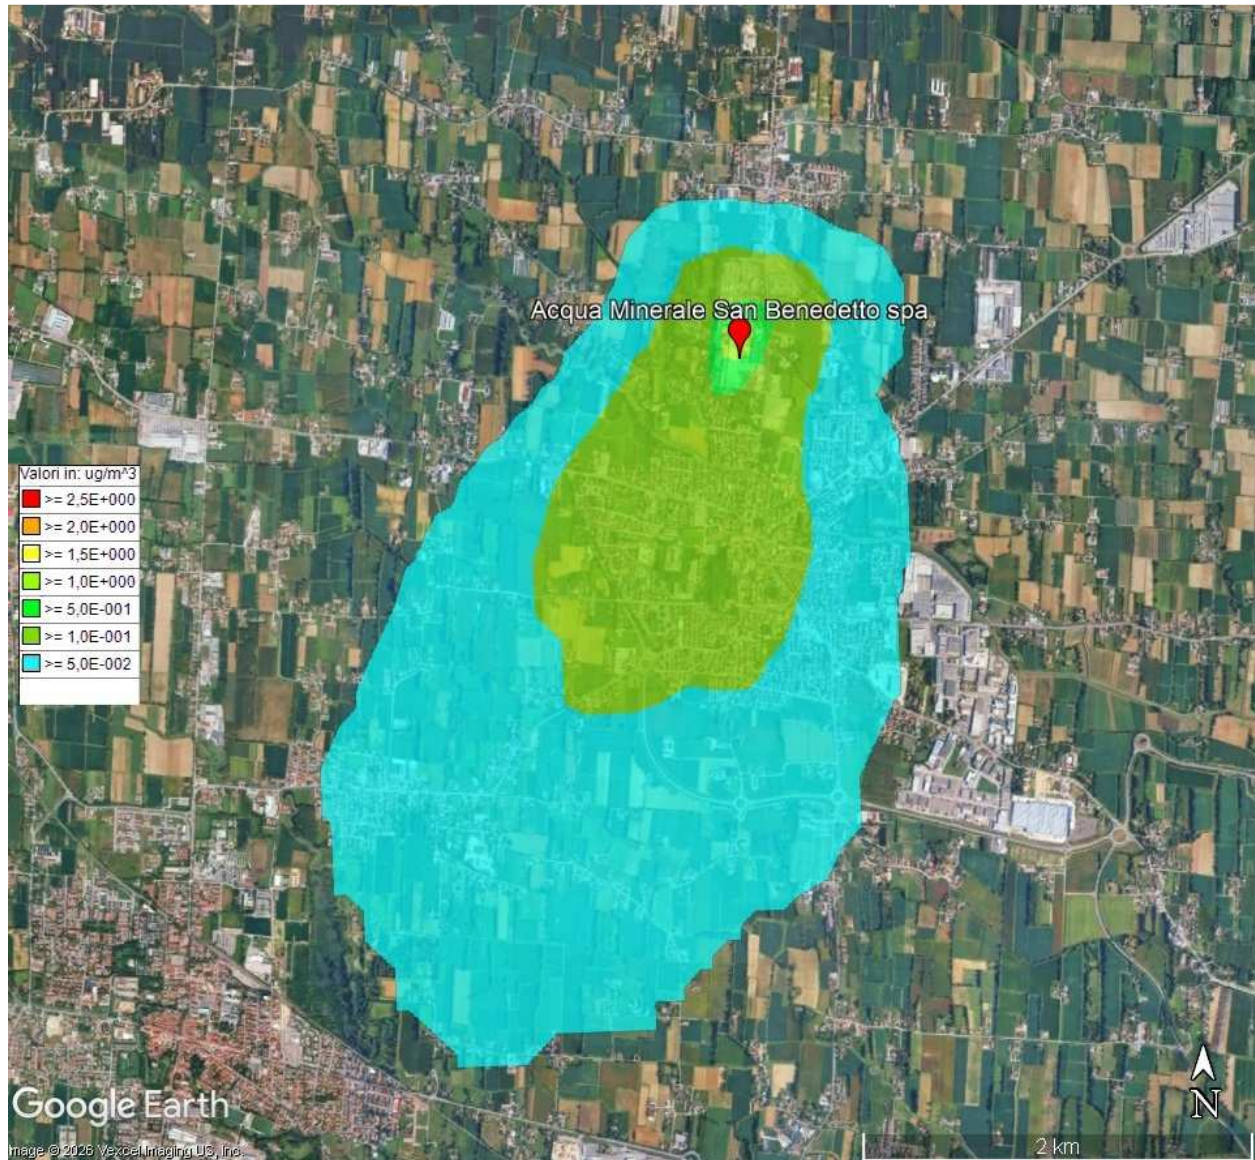 Acqua Minerale San Benedetto spa
Valori in: ug/m^3
>= 2,5E+000
>= 2,0E+000
>= 1,5E+000
>= 1,0E+000
>= 5,0E-001
>= 1,0E-001
>= 5,0E-002
Google Earth
N
Image © 2026 Vexcel Imaging US, Inc.
2 km